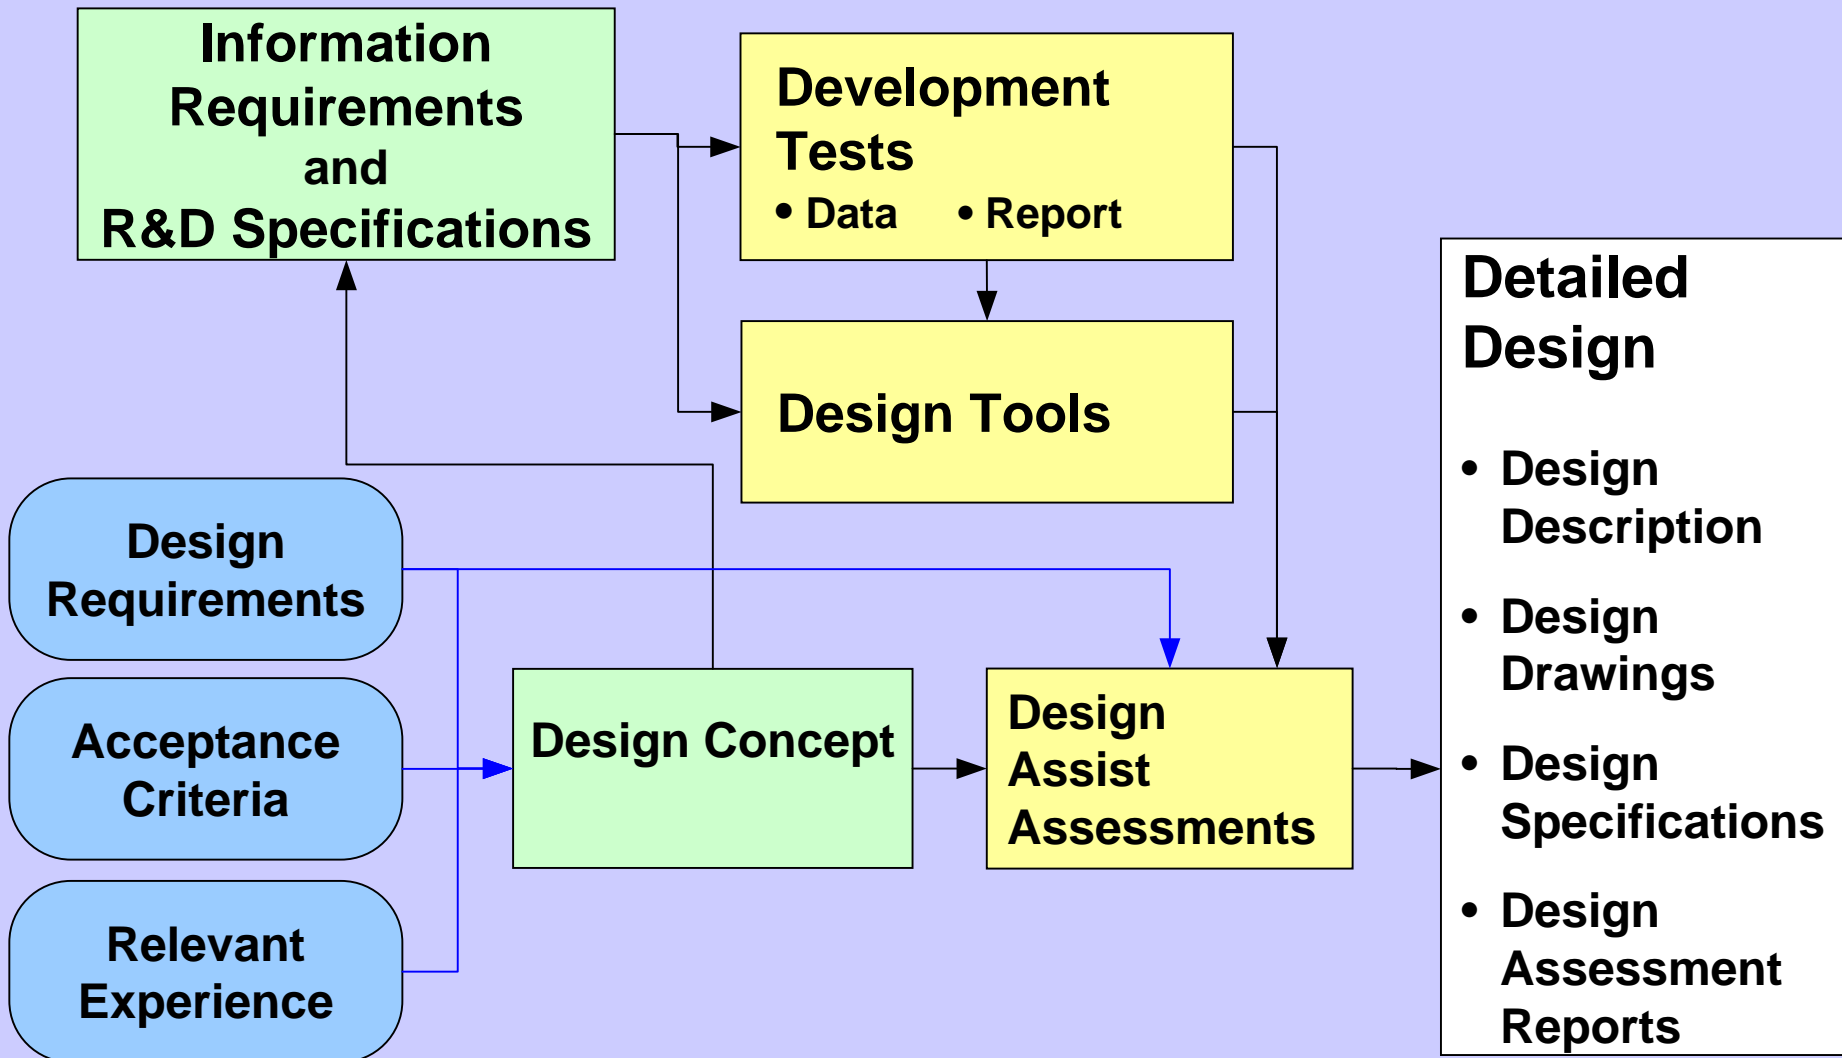 Information
Requirements
and
R&D Specifications
Development
Tests
• Data • Report
Design Tools
Design
Requirements
Acceptance
Criteria
Relevant
Experience
Design Concept
Design
Assist
Assessments
Detailed
Design
• Design
Description
• Design
Drawings
• Design
Specifications
• Design
Assessment
Reports